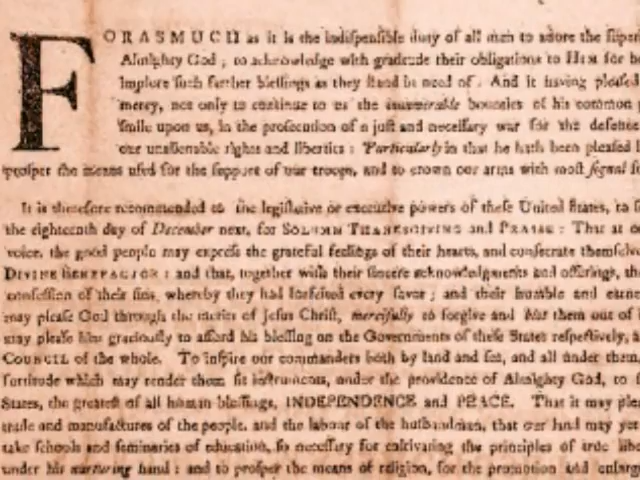 FORASMUCH as it is the indispensible duty of all men to adore the
Almighty God ; to acknowledge with gratitude their obligations to HIM for
implore such farther blessings as they stand in need of : And it having pleased
mercy, not only to continue to us the innumerable bounties of his common
smile upon us, in the prosecution of a just and necessary war for the defence
our unalienable rights and liberties : Particularly in that he hath been pleased
prosper the means used for the support of our troops, and to crown our arms with most signal
It is therefore recommended to the legislative or executive powers of these United States, to
the eighteenth day of December next, for SOLEMN THANKSGIVING and PRAISE : That at
voice, the good people may express the grateful feelings of their hearts, and consecrate
DIVINE BENEFACTOR : and that, together with their sincere acknowledgments and offerings,
confession of their sins, whereby they had forfeited every favor ; and their humble and
may please God through the merits of Jesus Christ, mercifully to forgive and blot them out of
may please him graciously to afford his blessing on the Governments of these States respectively,
COUNCIL of the whole. To inspire our commanders both by land and sea, and all under them,
fortitude which may render them fit instruments, under the providence of Almighty God, to
States, the greatest of all human blessings, INDEPENDENCE and PEACE. That it may
trade and manufactures of the people, and the labour of the husbandman, that our land may yet
take schools and seminaries of education, so necessary for cultivating the principles of true
under his nurturing hand ; and to prosper the means of religion, for the promotion and